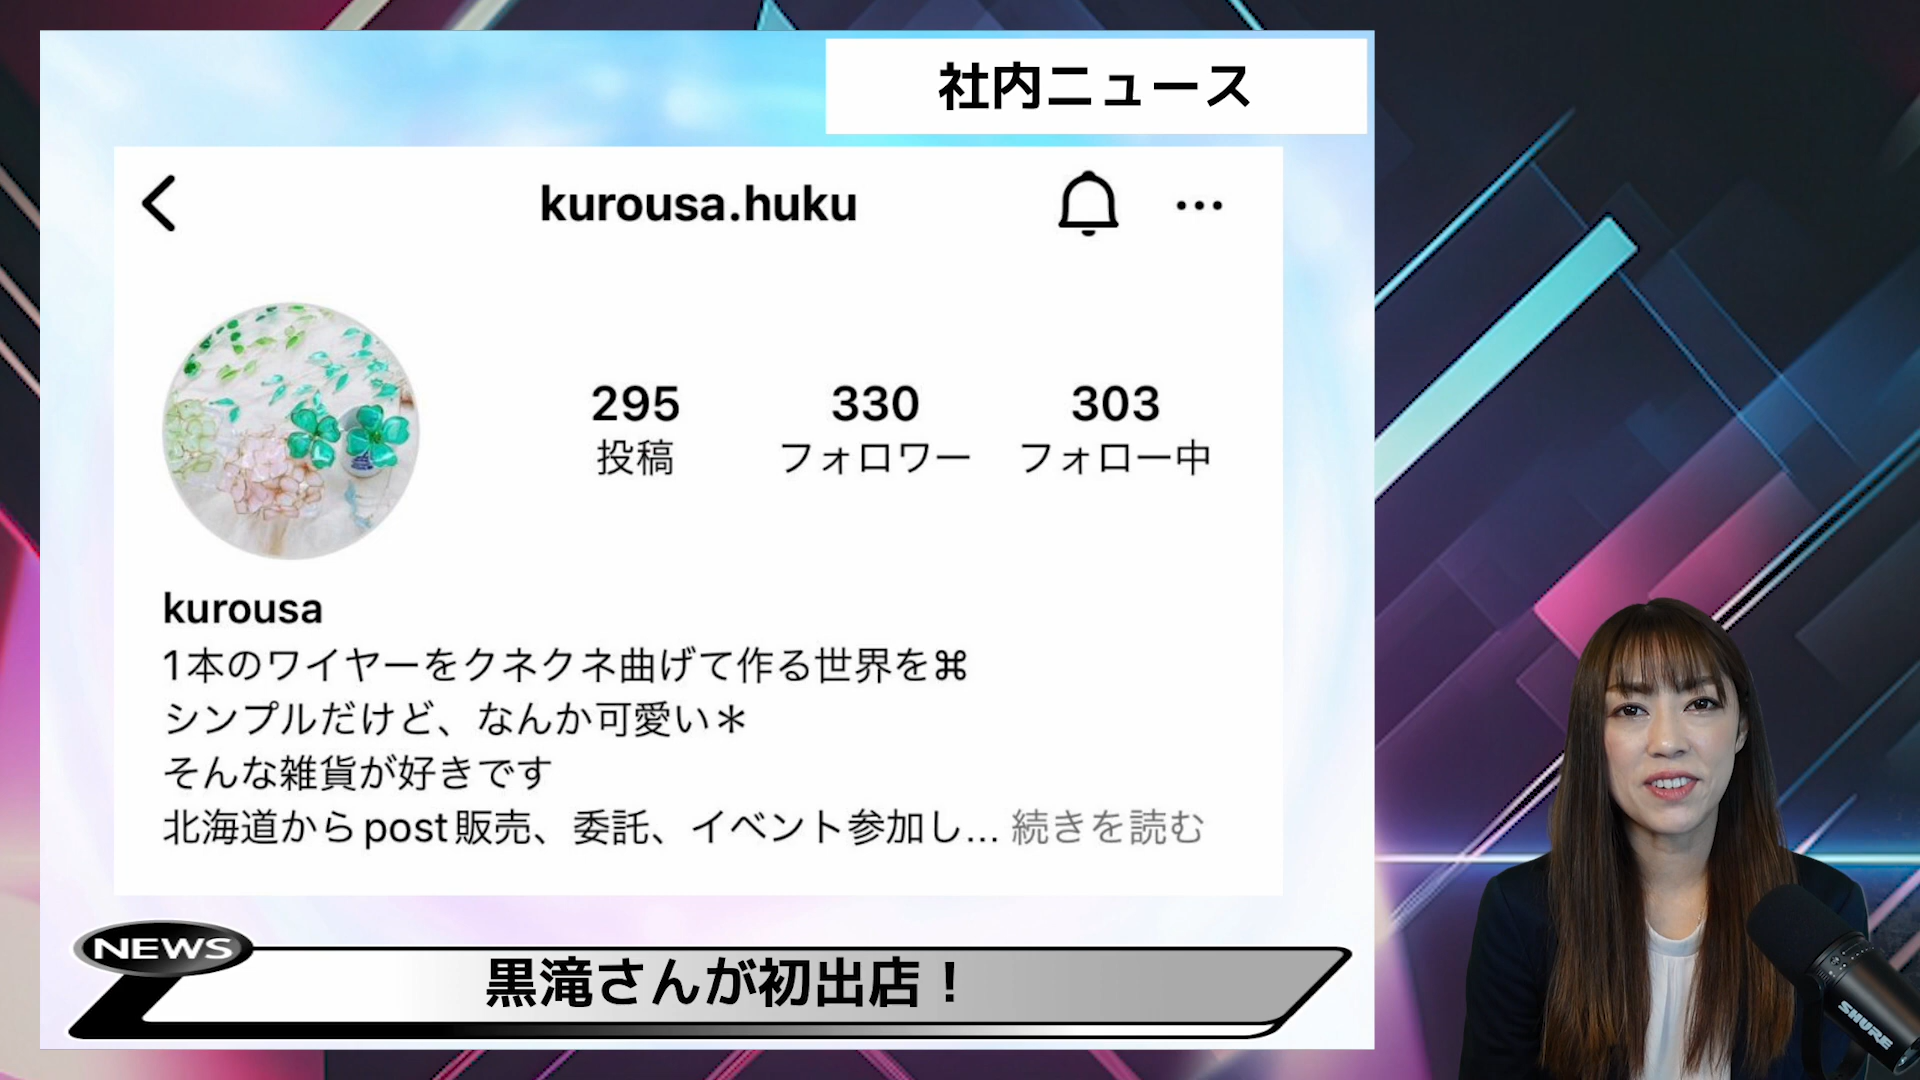 社内ニュース
kurousa.huku
295
投稿
330
フォロワー
303
フォロー中
kurousa
1本のワイヤーをクネクネ曲げて作る世界を⌘
シンプルだけど、なんか可愛い＊
そんな雑貨が好きです
北海道からpost販売、委託、イベント参加し... 続きを読む
NEWS
黒滝さんが初出店！
SHURE